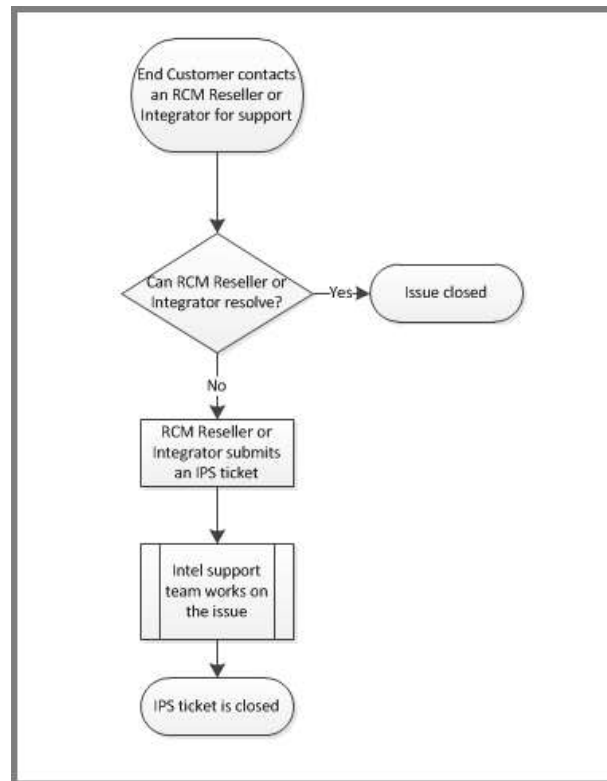 End Customer contacts
an RCM Reseller or
Integrator for support
Can RCM Reseller or
Integrator resolve?
Yes
Issue closed
No
RCM Reseller or
Integrator submits
an IPS ticket
Intel support
team works on
the issue
IPS ticket is closed